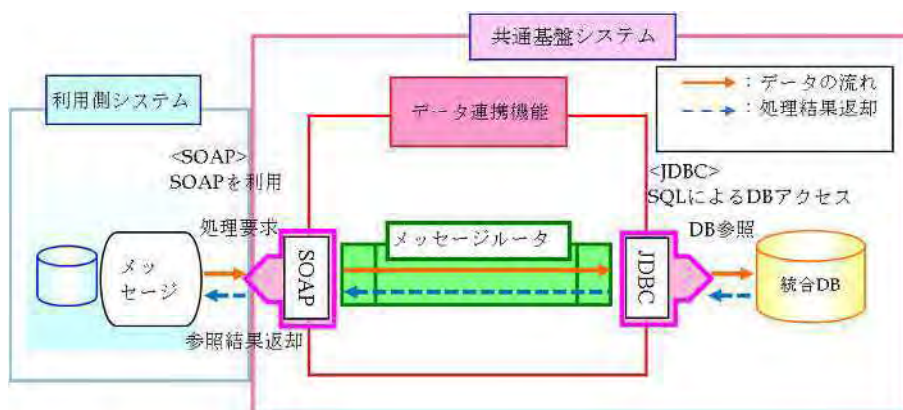 共通基盤システム
利用側システム
データ連携機能
：データの流れ
：処理結果返却
<SOAP>
SOAPを利用
<JDBC>
SQLによるDBアクセス
処理要求
DB参照
メッセージルータ
メッ
セージ
SOAP
JDBC
統合DB
参照結果返却